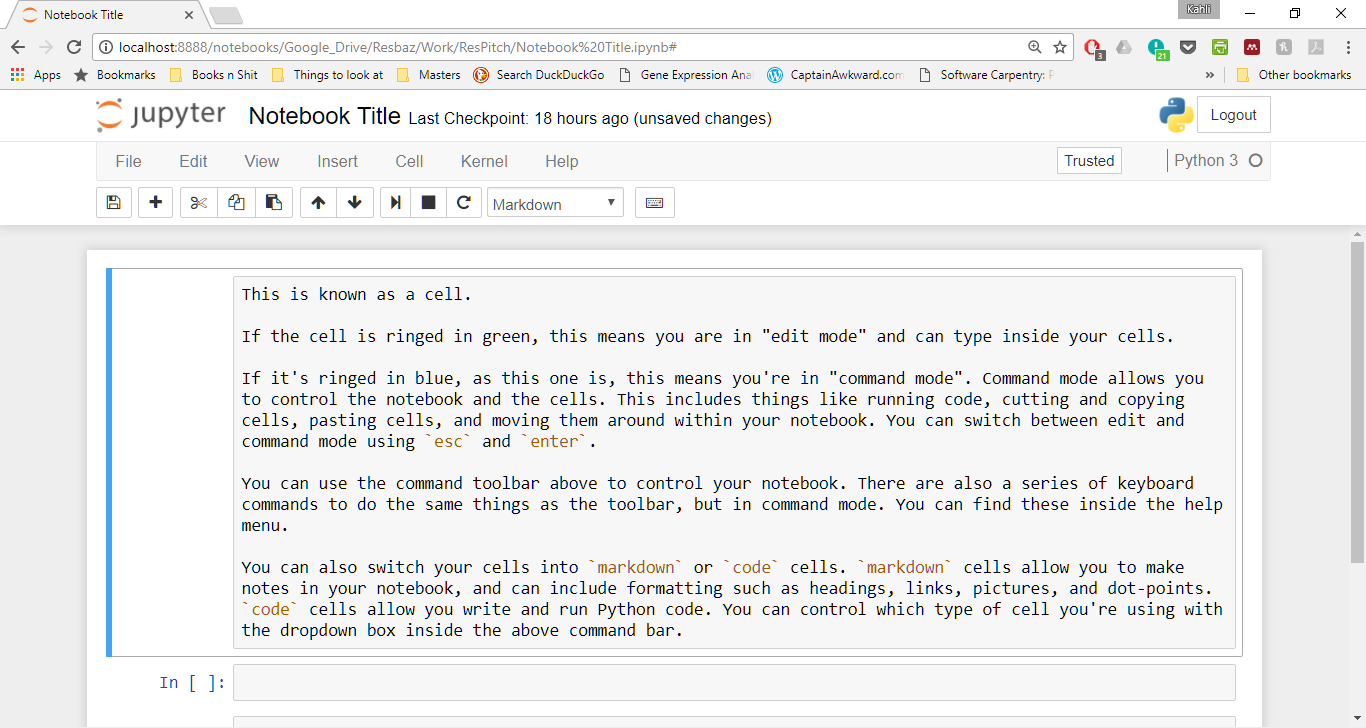 Notebook Title
Kahli
localhost:8888/notebooks/Google_Drive/Resbaz/Work/ResPitch/Notebook%20Title.ipynb#
3
21
Apps Bookmarks Books n Shit Things to look at Masters Search DuckDuckGo Gene Expression Ana CaptainAwkward.com Software Carpentry: F » Other bookmarks
jupyter Notebook Title Last Checkpoint: 18 hours ago (unsaved changes) Logout
File Edit View Insert Cell Kernel Help Trusted Python 3
Markdown
This is known as a cell.
If the cell is ringed in green, this means you are in "edit mode" and can type inside your cells.
If it's ringed in blue, as this one is, this means you're in "command mode". Command mode allows you
to control the notebook and the cells. This includes things like running code, cutting and copying
cells, pasting cells, and moving them around within your notebook. You can switch between edit and
command mode using `esc` and `enter`.
You can use the command toolbar above to control your notebook. There are also a series of keyboard
commands to do the same things as the toolbar, but in command mode. You can find these inside the help
menu.
You can also switch your cells into `markdown` or `code` cells. `markdown` cells allow you to make
notes in your notebook, and can include formatting such as headings, links, pictures, and dot-points.
`code` cells allow you write and run Python code. You can control which type of cell you're using with
the dropdown box inside the above command bar.
In [ ]: